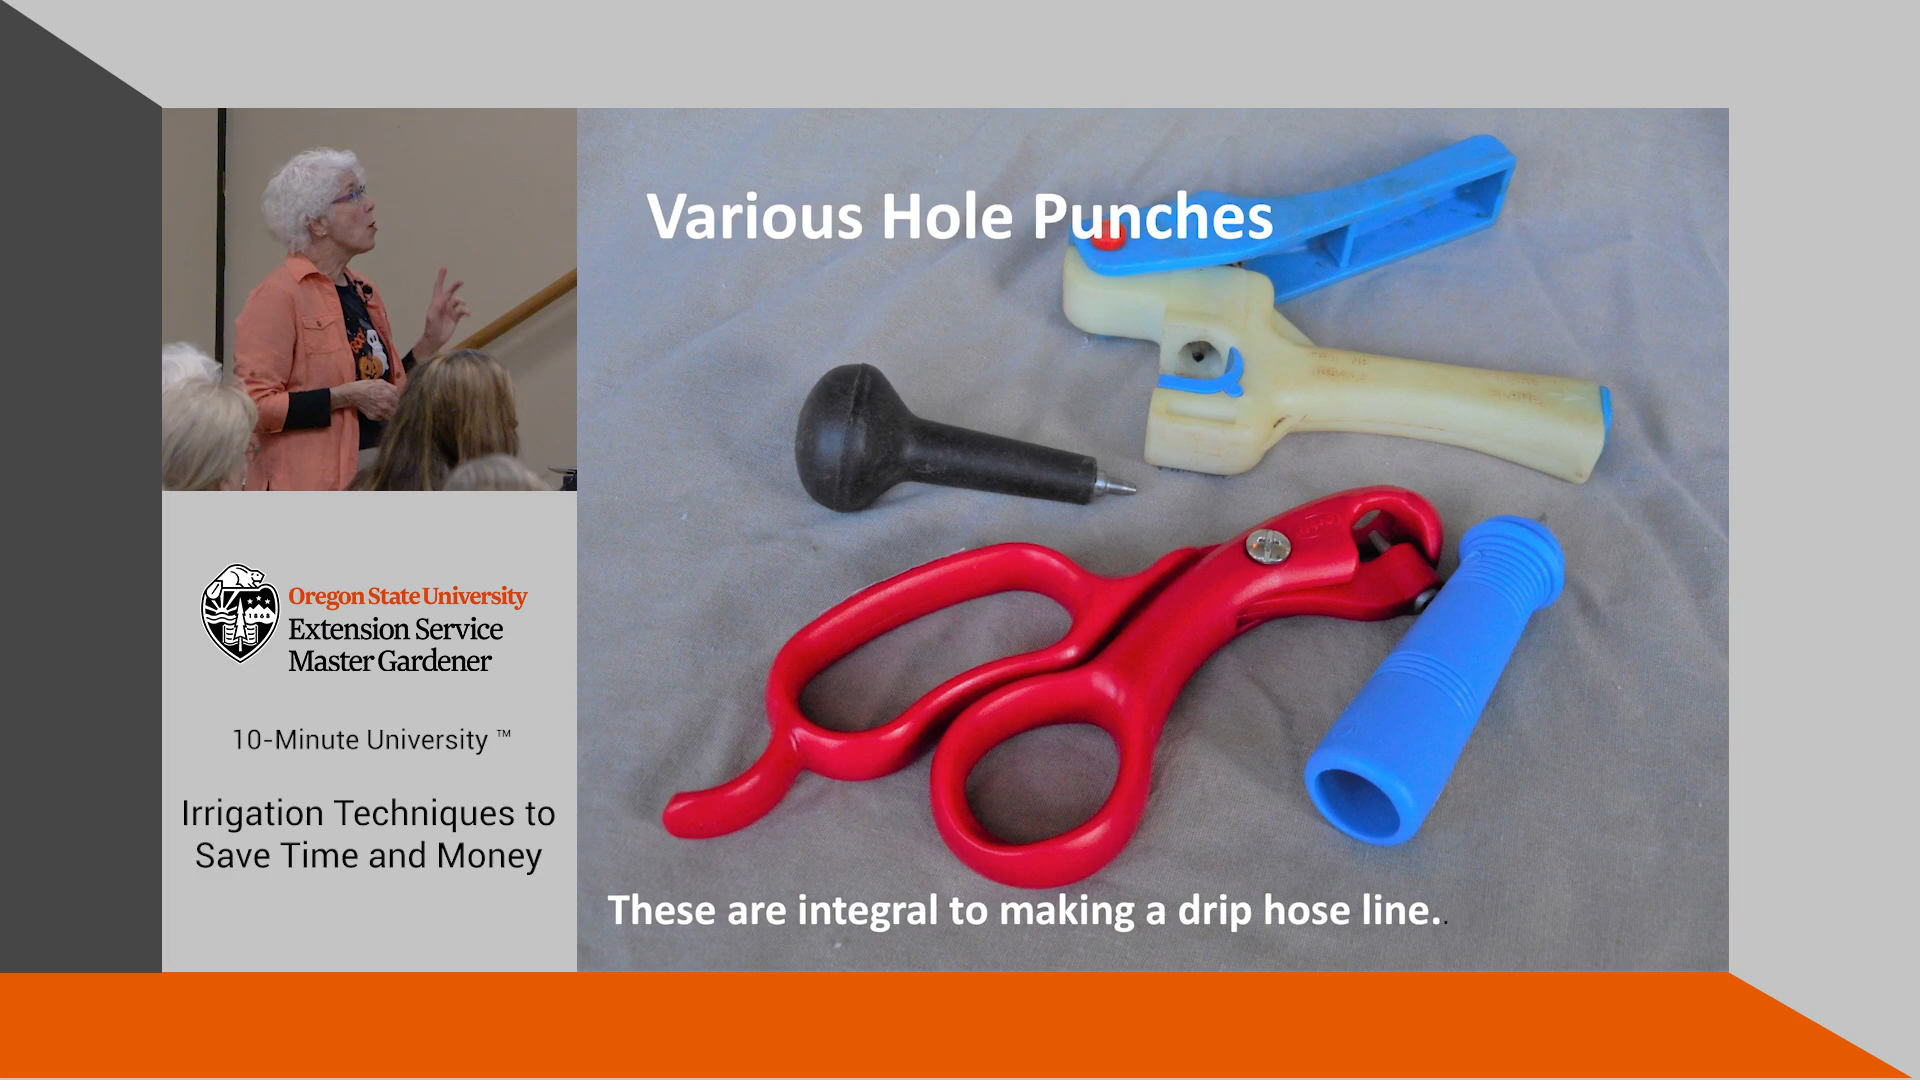 Various Hole Punches
BOO
Oregon State University
Extension Service
Master Gardener
10-Minute University ™
Irrigation Techniques to
Save Time and Money
These are integral to making a drip hose line..